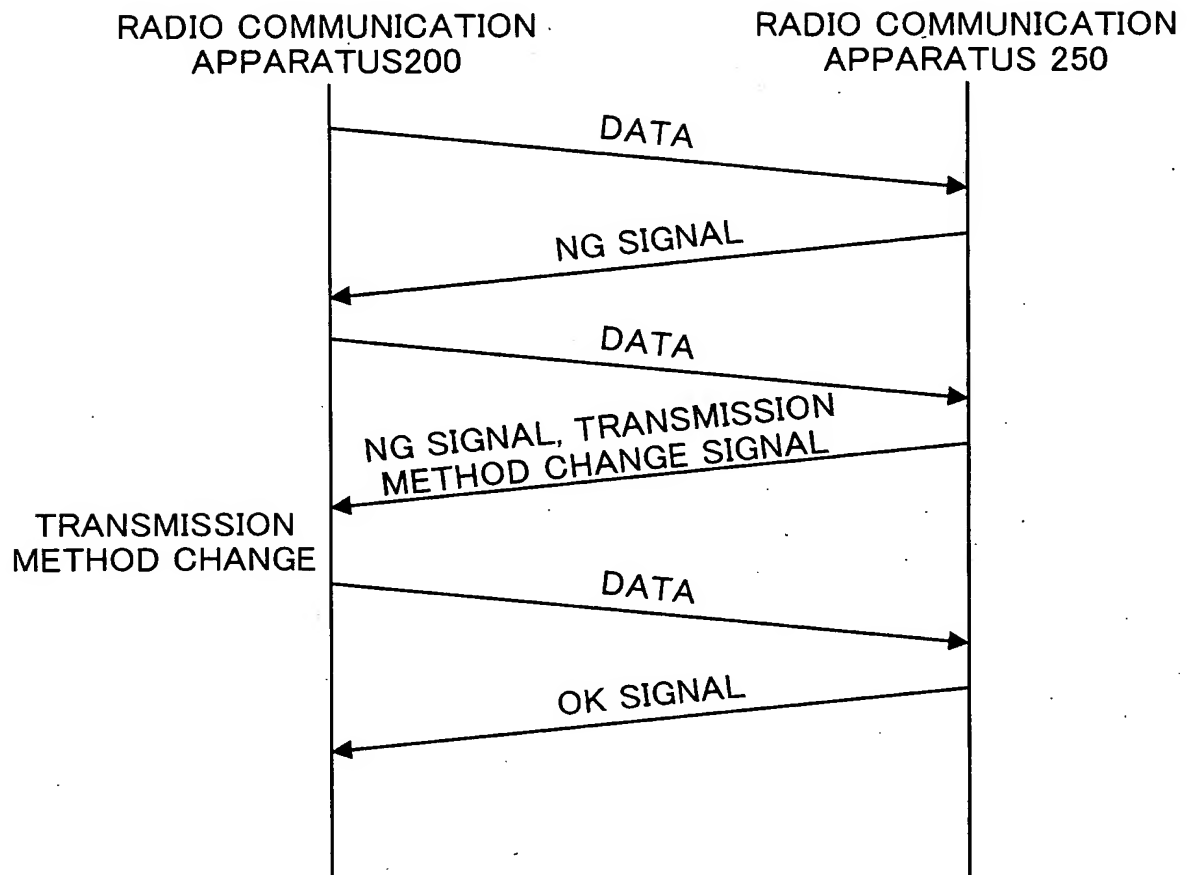 RADIO COMMUNICATION
APPARATUS200
RADIO COMMUNICATION
APPARATUS 250
DATA
NG SIGNAL
DATA
NG SIGNAL, TRANSMISSION
METHOD CHANGE SIGNAL
TRANSMISSION
METHOD CHANGE
DATA
OK SIGNAL